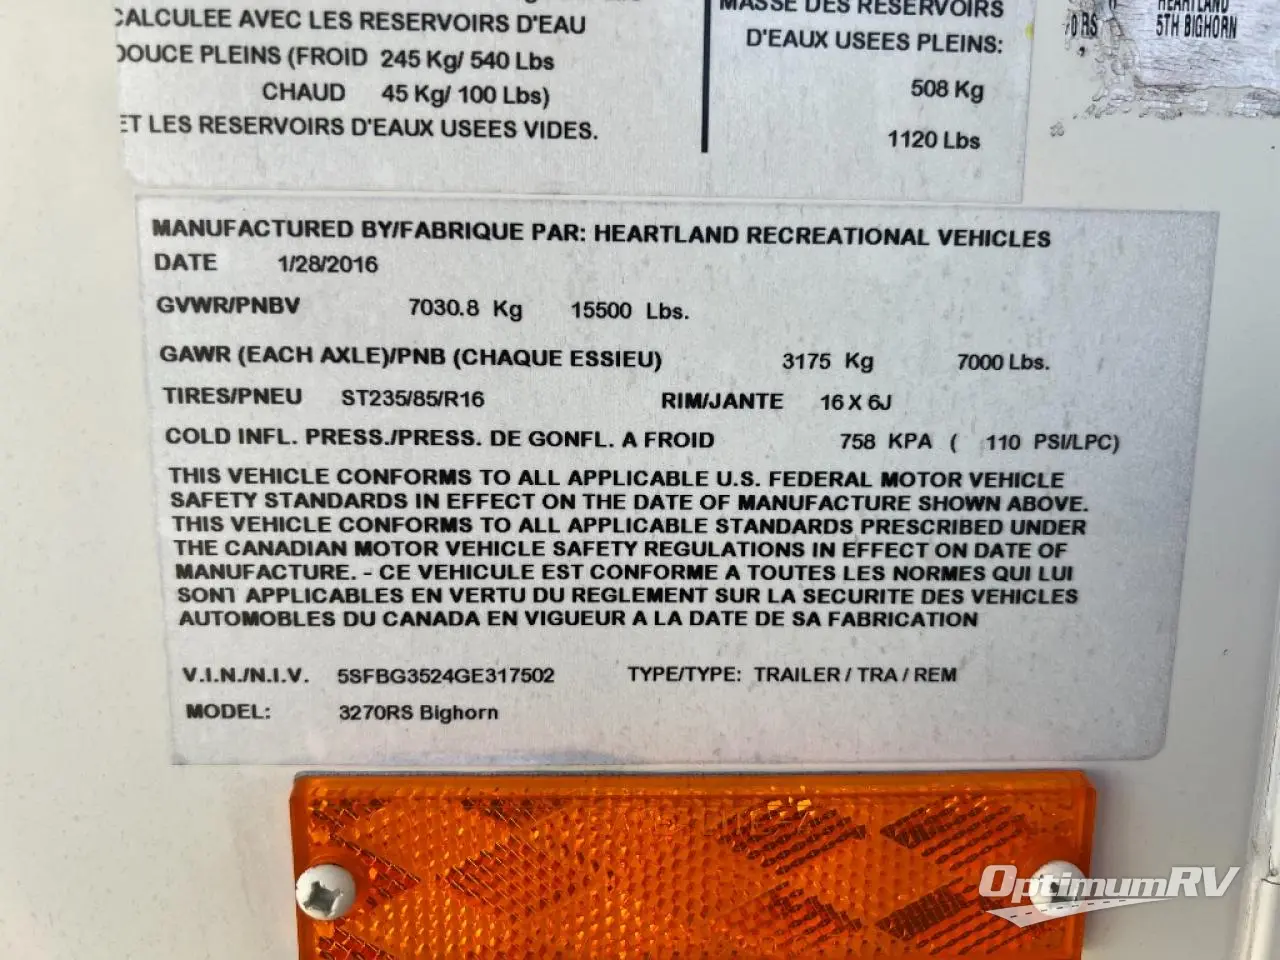 CALCULEE AVEC LES RESERVOIRS D'EAU
DOUCE PLEINS (FROID 245 Kg/ 540 Lbs
CHAUD 45 Kg/ 100 Lbs)
ET LES RESERVOIRS D'EAUX USEES VIDES.
MASSE DES RESERVOIRS
D'EAUX USEES PLEINS:
508 Kg
1120 Lbs
HEARTLAND
5TH BIGHORN
MANUFACTURED BY/FABRIQUE PAR: HEARTLAND RECREATIONAL VEHICLES
DATE 1/28/2016
GVWR/PNBV 7030.8 Kg 15500 Lbs.
GAWR (EACH AXLE)/PNB (CHAQUE ESSIEU) 3175 Kg 7000 Lbs.
TIRES/PNEU ST235/85/R16 RIM/JANTE 16 X 6J
COLD INFL. PRESS./PRESS. DE GONFL. A FROID 758 KPA ( 110 PSI/LPC)
THIS VEHICLE CONFORMS TO ALL APPLICABLE U.S. FEDERAL MOTOR VEHICLE
SAFETY STANDARDS IN EFFECT ON THE DATE OF MANUFACTURE SHOWN ABOVE.
THIS VEHICLE CONFORMS TO ALL APPLICABLE STANDARDS PRESCRIBED UNDER
THE CANADIAN MOTOR VEHICLE SAFETY REGULATIONS IN EFFECT ON DATE OF
MANUFACTURE. - CE VEHICULE EST CONFORME A TOUTES LES NORMES QUI LUI
SONT APPLICABLES EN VERTU DU REGLEMENT SUR LA SECURITE DES VEHICLES
AUTOMOBLES DU CANADA EN VIGUEUR A LA DATE DE SA FABRICATION
V.I.N./N.I.V. 5SFBG3524GE317502 TYPE/TYPE: TRAILER / TRA / REM
MODEL: 3270RS Bighorn
OptimumRV